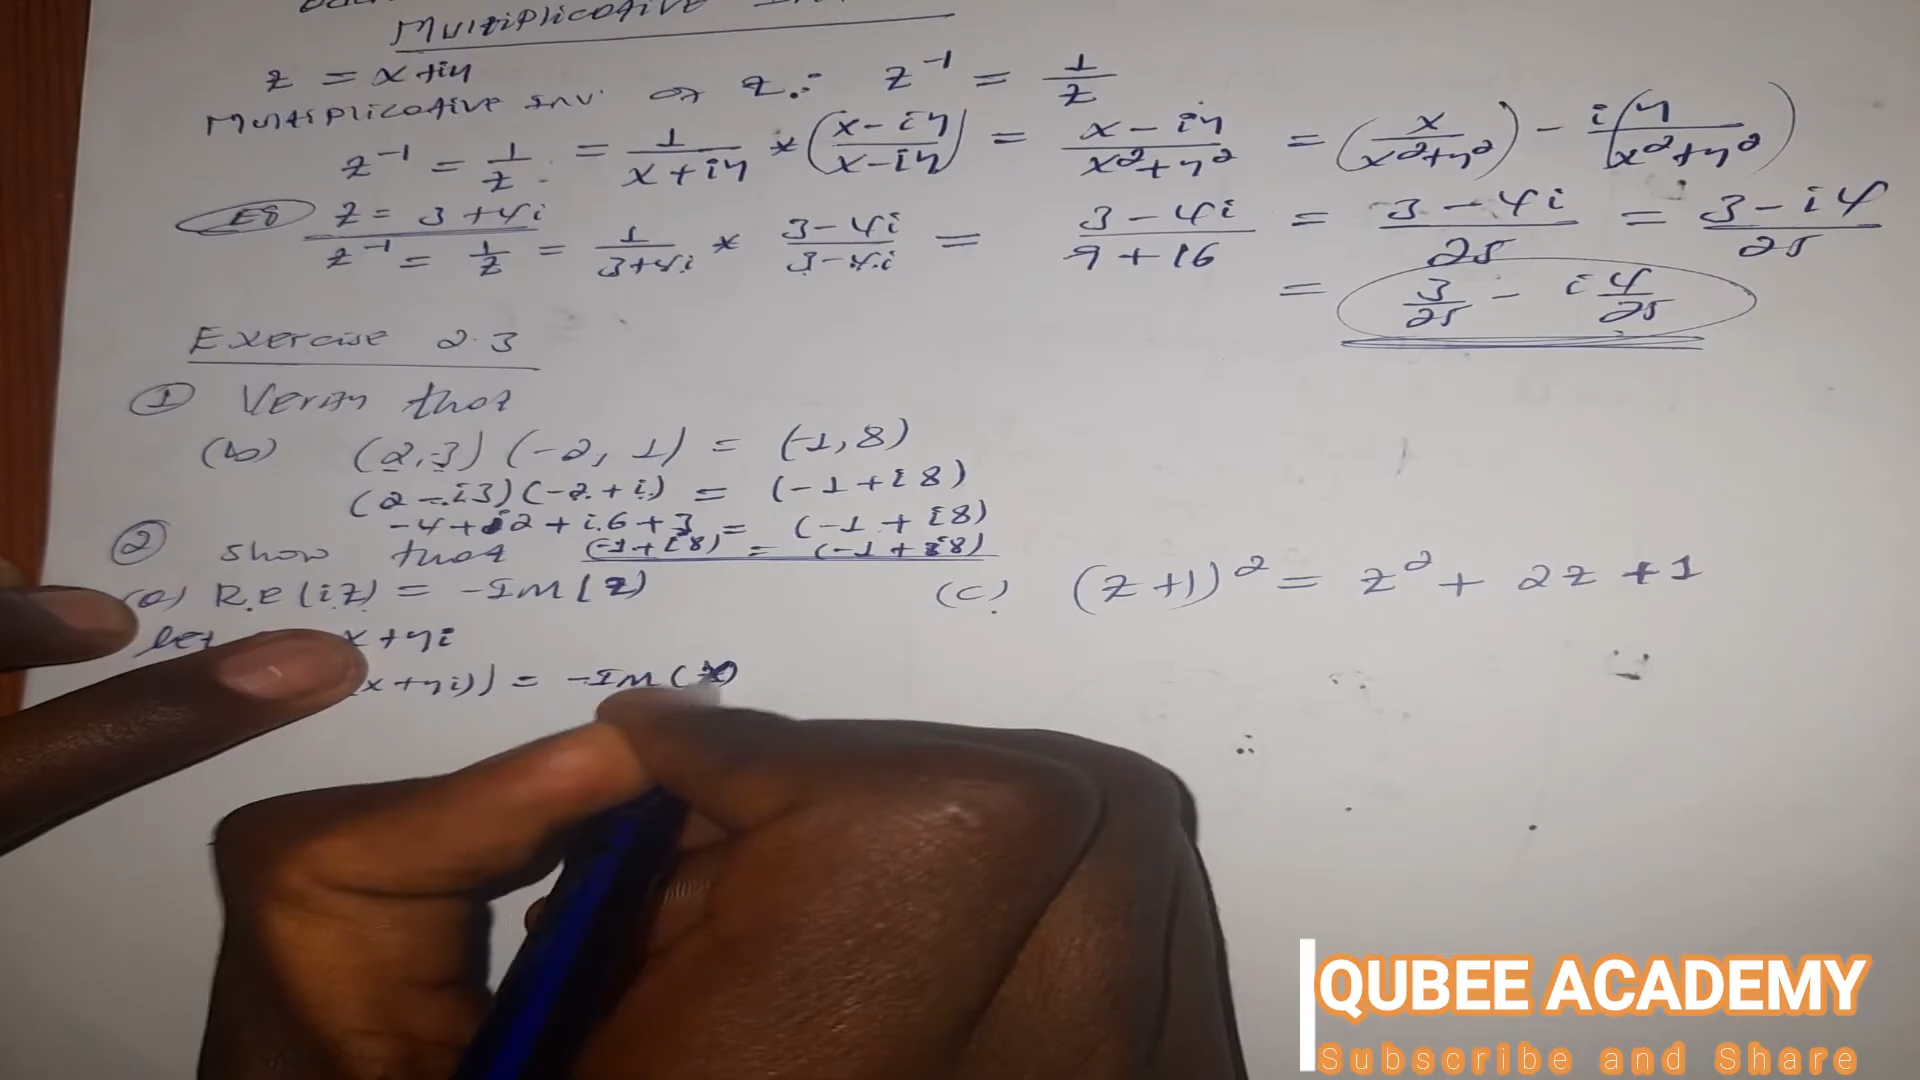 Multiplicative
z = x+iy
Multiplicative Inv. of z: z⁻¹ = 1/z
z⁻¹ = 1/z = 1/(x+iy) * ((x-iy)/(x-iy)) = (x-iy)/(x²+y²) = (x/(x²+y²)) - i(y/(x²+y²))
Eg z = 3+4i
z⁻¹ = 1/z = 1/(3+4i) * (3-4i)/(3-4i) = (3-4i)/(9+16) = (3-4i)/25 = (3-i4)/25
= 3/25 - i 4/25
Exercise 2.3
① Verify that
(b) (2,3)(-2,1) = (-1,8)
(2-i3)(-2+i) = (-1+i8)
-4+i2+i6+3 = (-1+i8)
② Show that (-1+i8) = (-1+i8)
(a) Re(iz) = -Im(z) (c) (z+1)² = z²+2z+1
let x+yi
x+yi)) = -Im(
QUBEE ACADEMY
Subscribe and Share